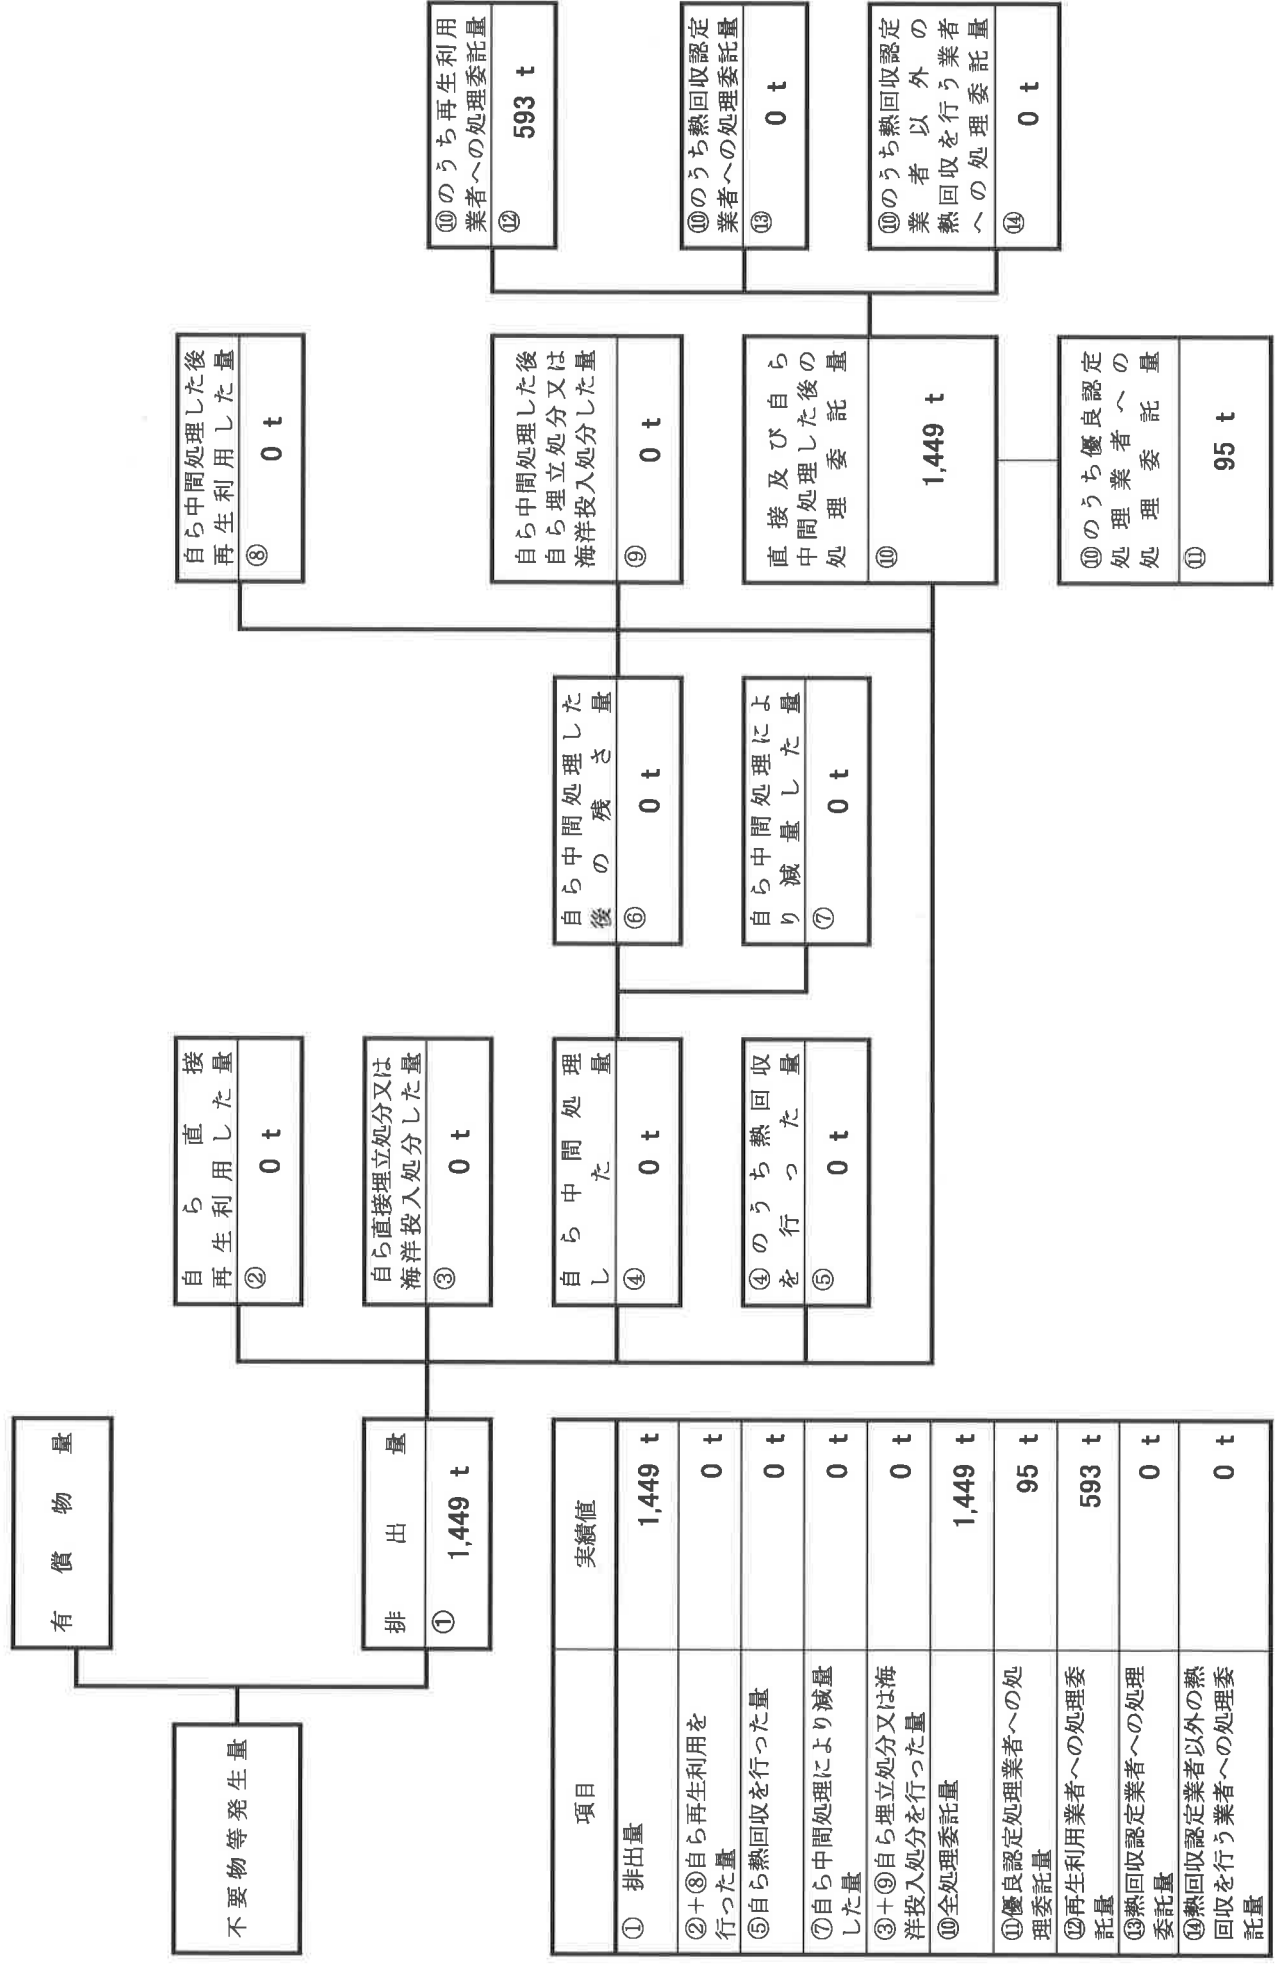 不要物等発生量
有償物量
排出量
① 1,449 t
自ら直接
再生利用した量
② 0 t
自ら直接埋立処分又は
海洋投入処分した量
③ 0 t
自ら中間処理
した量
④ 0 t
④のうち熱回収
を行った量
⑤ 0 t
自ら中間処理した
後の残さ量
⑥ 0 t
自ら中間処理によ
り減量した量
⑦ 0 t
自ら中間処理した後
再生利用した量
⑧ 0 t
自ら中間処理した後
自ら埋立処分又は
海洋投入処分した量
⑨ 0 t
直接及び自ら
中間処理した後の
処理委託量
⑩ 1,449 t
⑩のうち優良認定
処理業者への
処理委託量
⑪ 95 t
⑩のうち再生利用
業者への処理委託量
⑫ 593 t
⑩のうち熱回収認定
業者への処理委託量
⑬ 0 t
⑩のうち熱回収認定
業者以外の
熱回収を行う業者
への処理委託量
⑭ 0 t
項目 実績値
① 排出量 1,449 t
②+⑧自ら再生利用を
行った量 0 t
⑤自ら熱回収を行った量 0 t
⑦自ら中間処理により減量
した量 0 t
③+⑨自ら埋立処分又は海
洋投入処分を行った量 0 t
⑩全処理委託量 1,449 t
⑪優良認定処理業者への処
理委託量 95 t
⑫再生利用業者への処理委
託量 593 t
⑬熱回収認定業者への処理
委託量 0 t
⑭熱回収認定業者以外の熱
回収を行う業者への処理委
託量 0 t